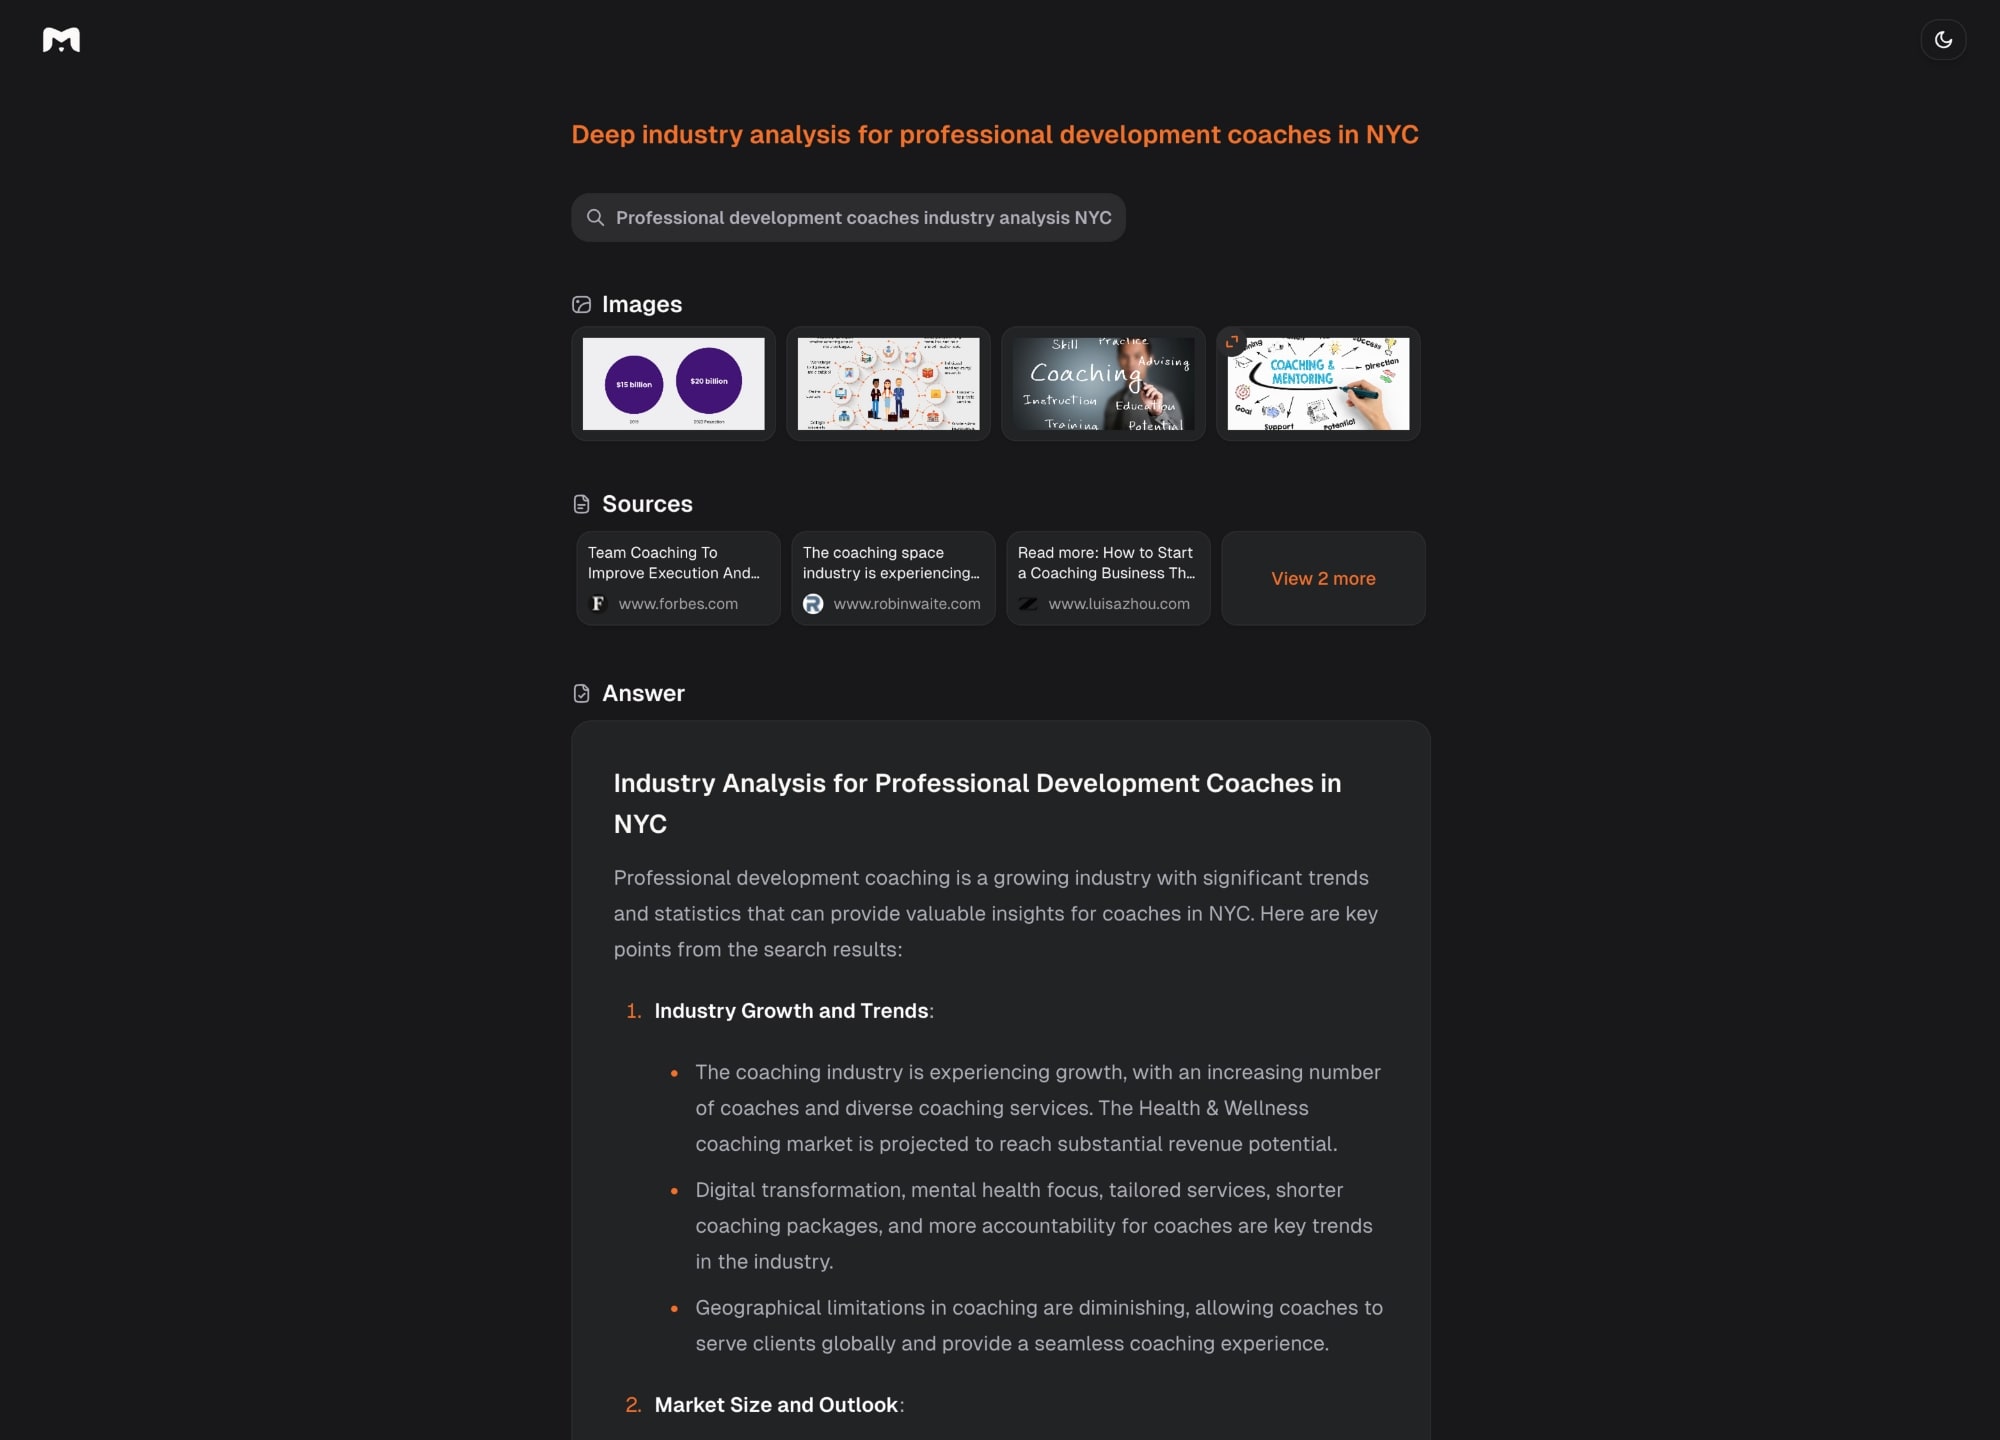 Deep industry analysis for professional development coaches in NYC
Professional development coaches industry analysis NYC
Images
$15 billion
$20 billion
2015
2022 Projection
Skill
Practice
Advising
Coaching
Instruction
Education
Training
Potential
Success
COACHING &
MENTORING
Direction
Goal
Support
Potential
Sources
Team Coaching To
Improve Execution And...
www.forbes.com
The coaching space
industry is experiencing...
www.robinwaite.com
Read more: How to Start
a Coaching Business Th...
www.luisazhou.com
View 2 more
Answer
Industry Analysis for Professional Development Coaches in
NYC
Professional development coaching is a growing industry with significant trends
and statistics that can provide valuable insights for coaches in NYC. Here are key
points from the search results:
1. Industry Growth and Trends:
• The coaching industry is experiencing growth, with an increasing number
of coaches and diverse coaching services. The Health & Wellness
coaching market is projected to reach substantial revenue potential.
• Digital transformation, mental health focus, tailored services, shorter
coaching packages, and more accountability for coaches are key trends
in the industry.
• Geographical limitations in coaching are diminishing, allowing coaches to
serve clients globally and provide a seamless coaching experience.
2. Market Size and Outlook: